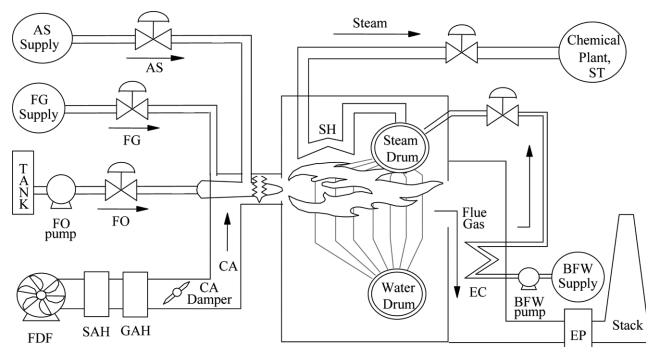 AS
Supply
AS
Steam
Chemical
Plant,
ST
FG
Supply
FG
SH
Steam
Drum
TANK
FO
pump
FO
CA
CA
Damper
Flue
Gas
Water
Drum
EC
BFW
pump
BFW
Supply
FDF
SAH
GAH
EP
Stack